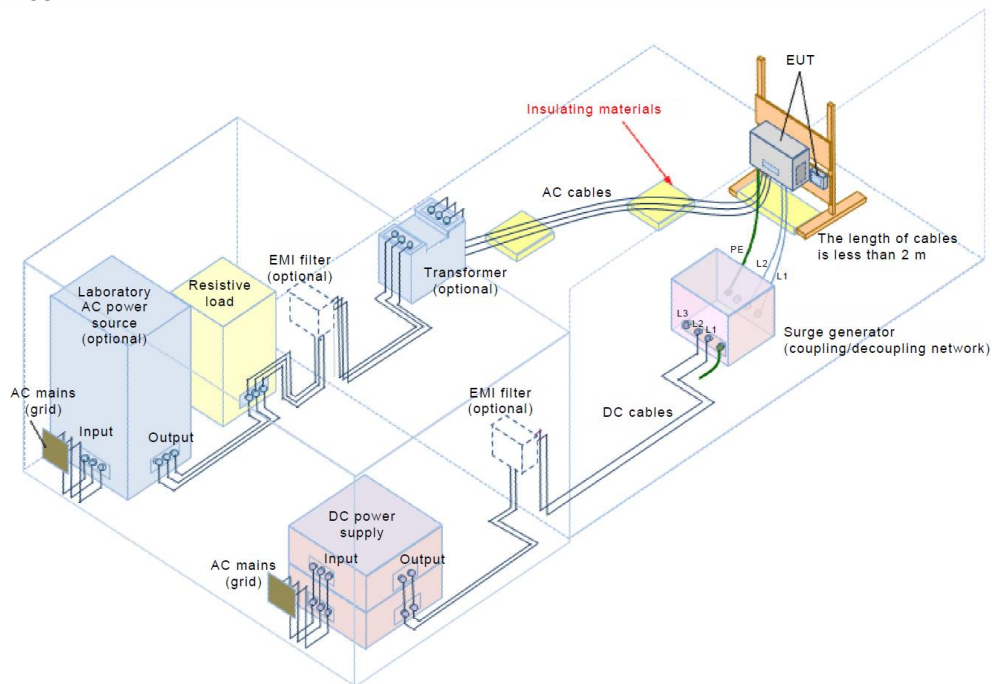 EUT
Insulating materials
AC cables
The length of cables
is less than 2 m
PE
L2
L1
EMI filter
(optional)
Transformer
(optional)
Laboratory
AC power
source
(optional)
Resistive
load
L3
L2
L1
Surge generator
(coupling/decoupling network)
AC mains
(grid)
Input
Output
EMI filter
(optional)
DC cables
DC power
supply
Input
Output
AC mains
(grid)